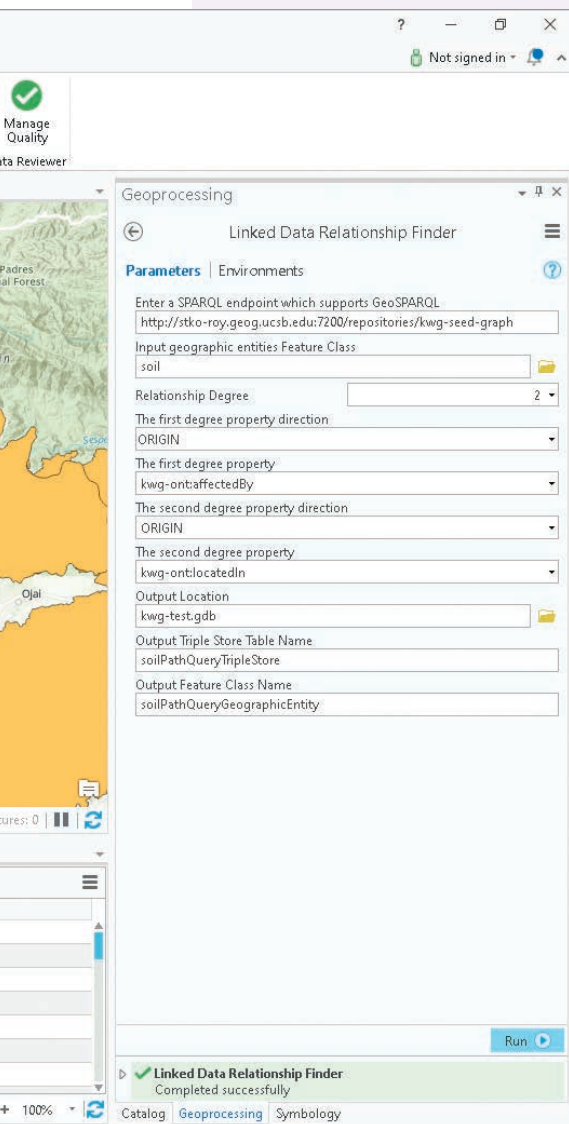 ?
Not signed in
Manage
Quality
ata Reviewer
Padres
al Forest
n.
Sespe
Ojai
tures: 0
100%
Geoprocessing
Linked Data Relationship Finder
Parameters | Environments
?
Enter a SPARQL endpoint which supports GeoSPARQL
http://stko-roy.geog.ucsb.edu:7200/repositories/kwg-seed-graph
Input geographic entities Feature Class
soil
Relationship Degree 2
The first degree property direction
ORIGIN
The first degree property
kwg-ont:affectedBy
The second degree property direction
ORIGIN
The second degree property
kwg-ont:locatedIn
Output Location
kwg-test.gdb
Output Triple Store Table Name
soilPathQueryTripleStore
Output Feature Class Name
soilPathQueryGeographicEntity
Run
Linked Data Relationship Finder
Completed successfully
Catalog Geoprocessing Symbology